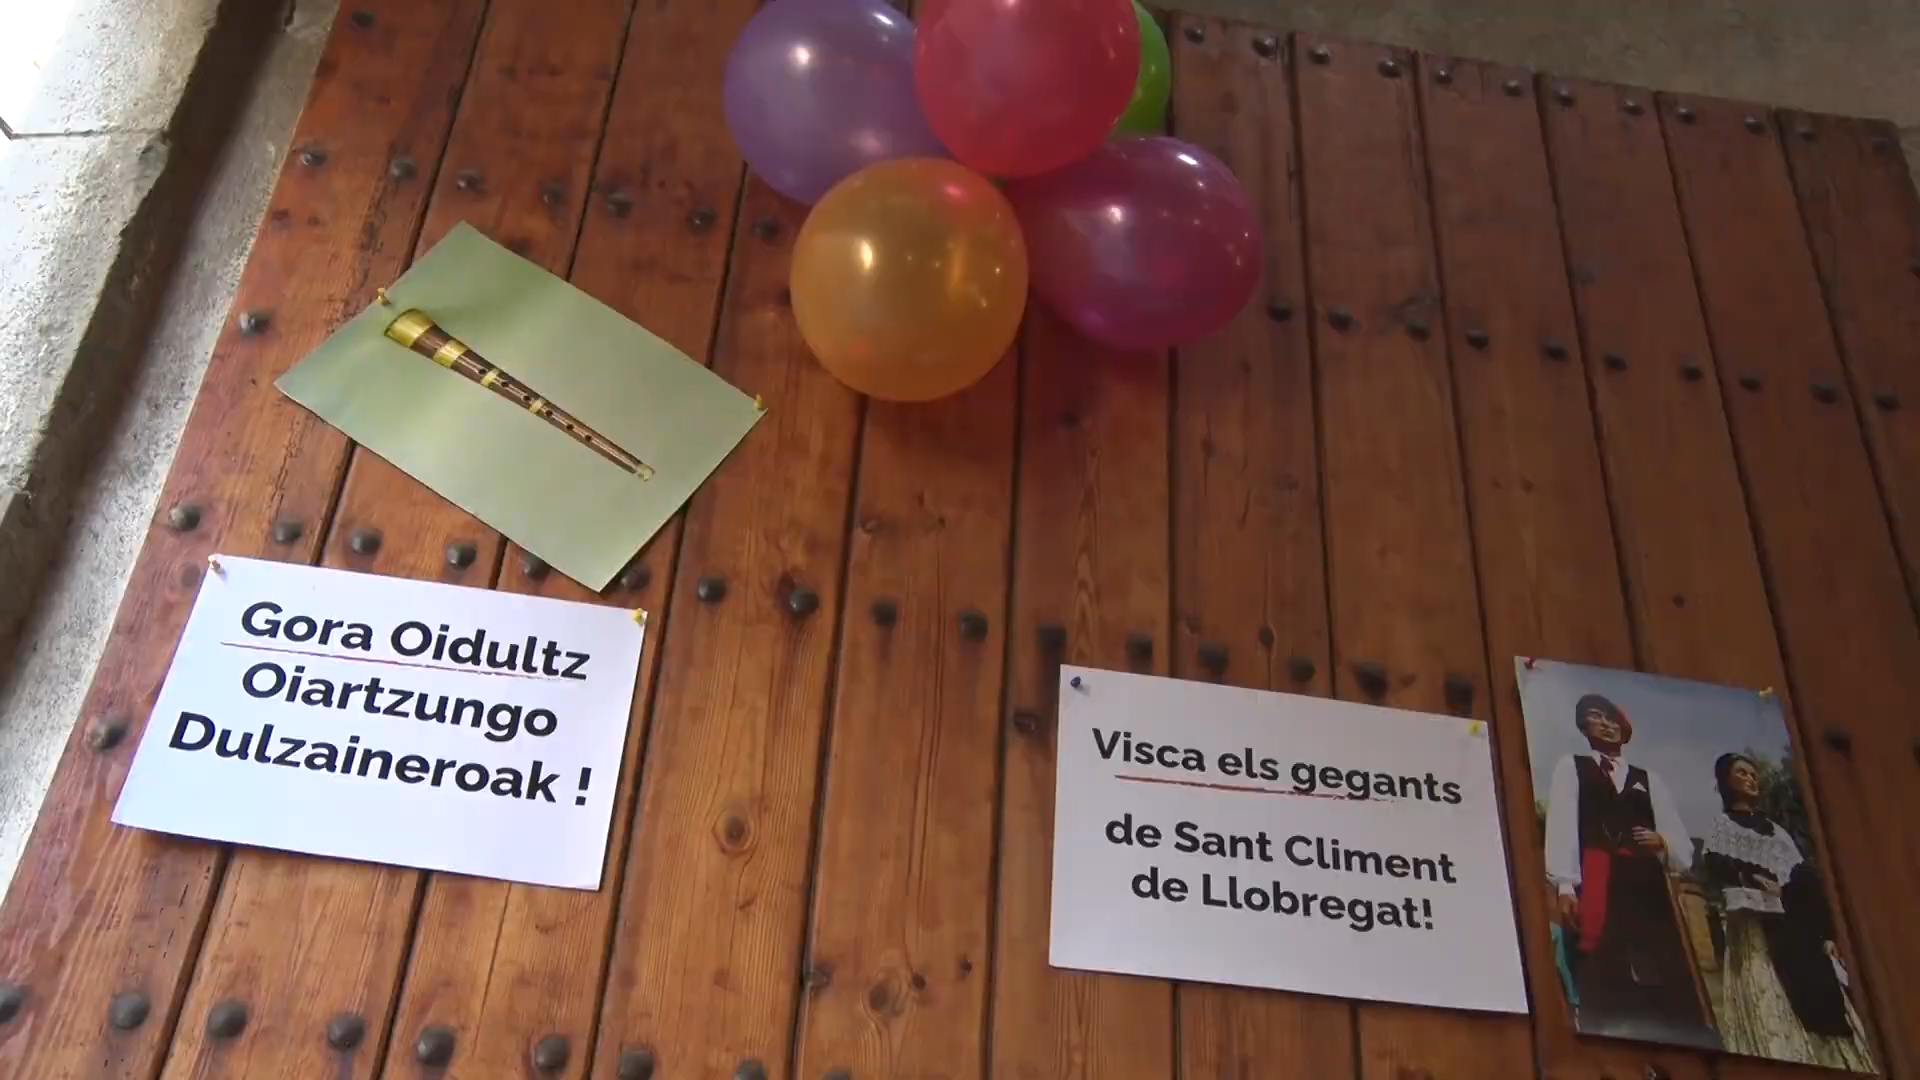 Gora Oidultz
Oiartzungo
Dulzaineroak !
Visca els gegants
de Sant Climent
de Llobregat!